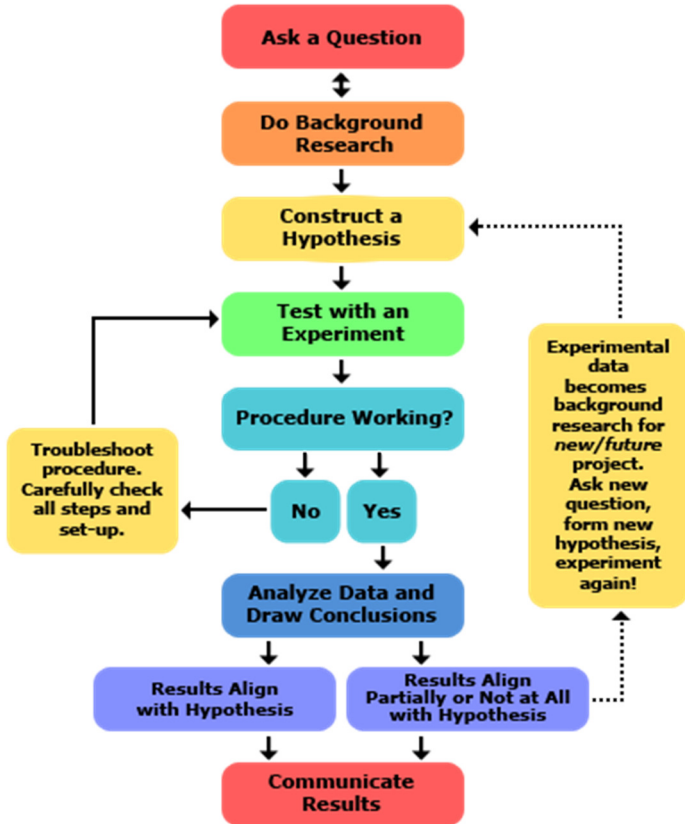 Ask a Question
Do Background
Research
Construct a
Hypothesis
Test with an
Experiment
Procedure Working?
No
Yes
Troubleshoot
procedure.
Carefully check
all steps and
set-up.
Analyze Data and
Draw Conclusions
Results Align
with Hypothesis
Results Align
Partially or Not at All
with Hypothesis
Experimental
data
becomes
background
research for
new/future
project.
Ask new
question,
form new
hypothesis,
experiment
again!
Communicate
Results